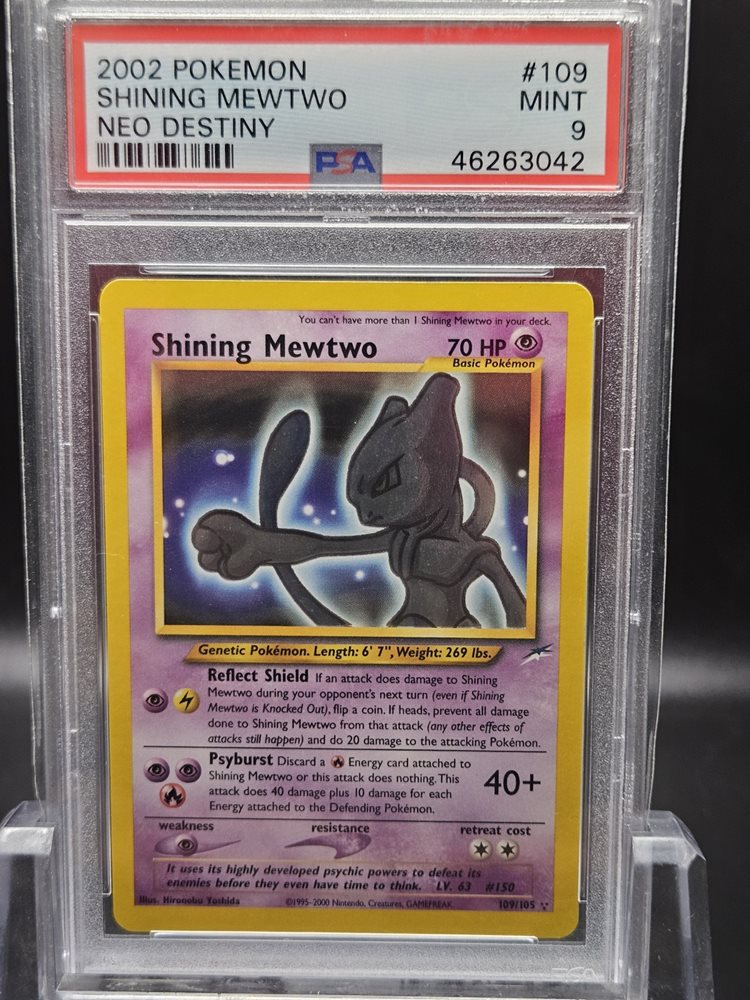 2002 POKEMON #109
SHINING MEWTWO MINT
NEO DESTINY 9
PSA 46263042
You can't have more than 1 Shining Mewtwo in your deck.
Shining Mewtwo 70 HP
Basic Pokémon
Genetic Pokémon. Length: 6' 7", Weight: 269 lbs.
Reflect Shield If an attack does damage to Shining
Mewtwo during your opponent's next turn (even if Shining
Mewtwo is Knocked Out), flip a coin. If heads, prevent all damage
done to Shining Mewtwo from that attack (any other effects of
attacks still happen) and do 20 damage to the attacking Pokémon.
Psyburst Discard a Energy card attached to
Shining Mewtwo or this attack does nothing. This
attack does 40 damage plus 10 damage for each
Energy attached to the Defending Pokémon.
40+
weakness resistance retreat cost
It uses its highly developed psychic powers to defeat its
enemies before they even have time to think. LV. 63 #150
Illus. Hironobu Yoshida ©1995-2000 Nintendo, Creatures, GAMEFREAK. 109/105